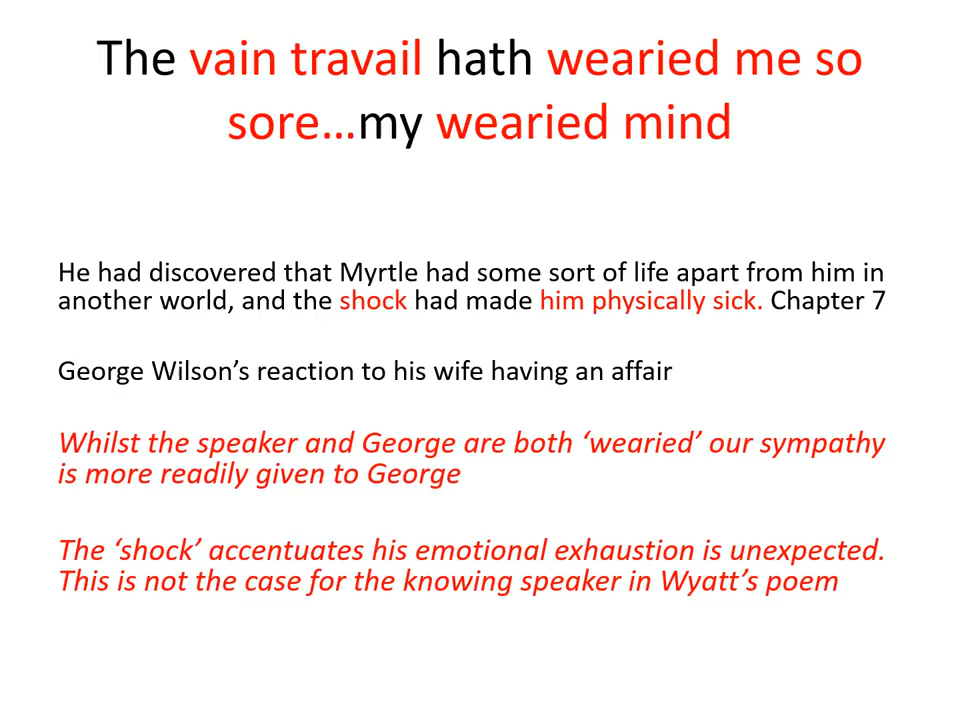 The vain travail hath wearied me so
sore…my wearied mind
He had discovered that Myrtle had some sort of life apart from him in
another world, and the shock had made him physically sick. Chapter 7
George Wilson’s reaction to his wife having an affair
Whilst the speaker and George are both ‘wearied’ our sympathy
is more readily given to George
The ‘shock’ accentuates his emotional exhaustion is unexpected.
This is not the case for the knowing speaker in Wyatt’s poem